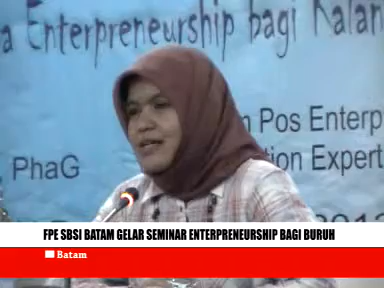 a Enterpreneurship bagi Kalan
n Pos Enterp
, PhaG
tion Expert
FPE SBSI BATAM GELAR SEMINAR ENTERPRENEURSHIP BAGI BURUH
Batam